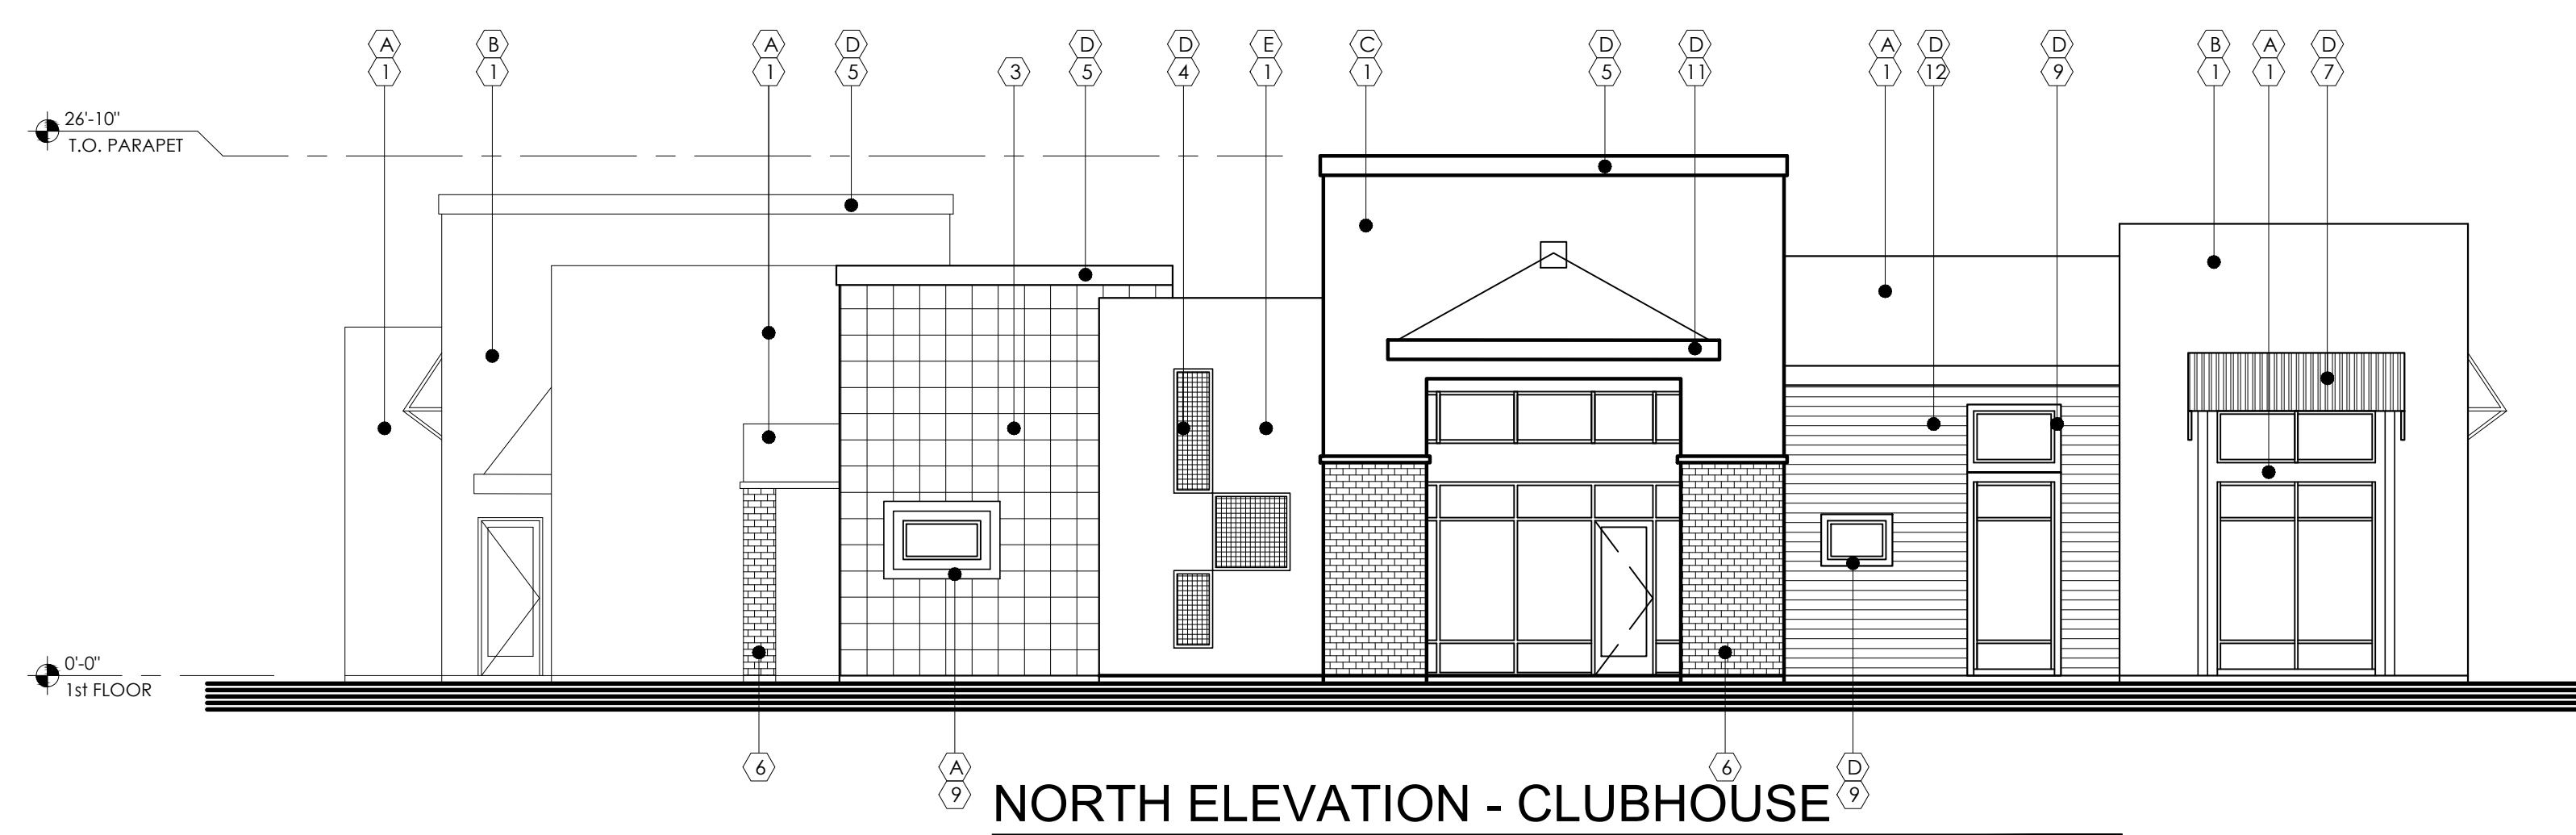 A B A D D D E C D D A D D B A D
1 1 1 5 3 5 4 1 1 5 11 1 12 9 1 1 7
26'-10"
T.O. PARAPET
0'-0"
1st FLOOR
6 A 6 D
9 9
NORTH ELEVATION - CLUBHOUSE